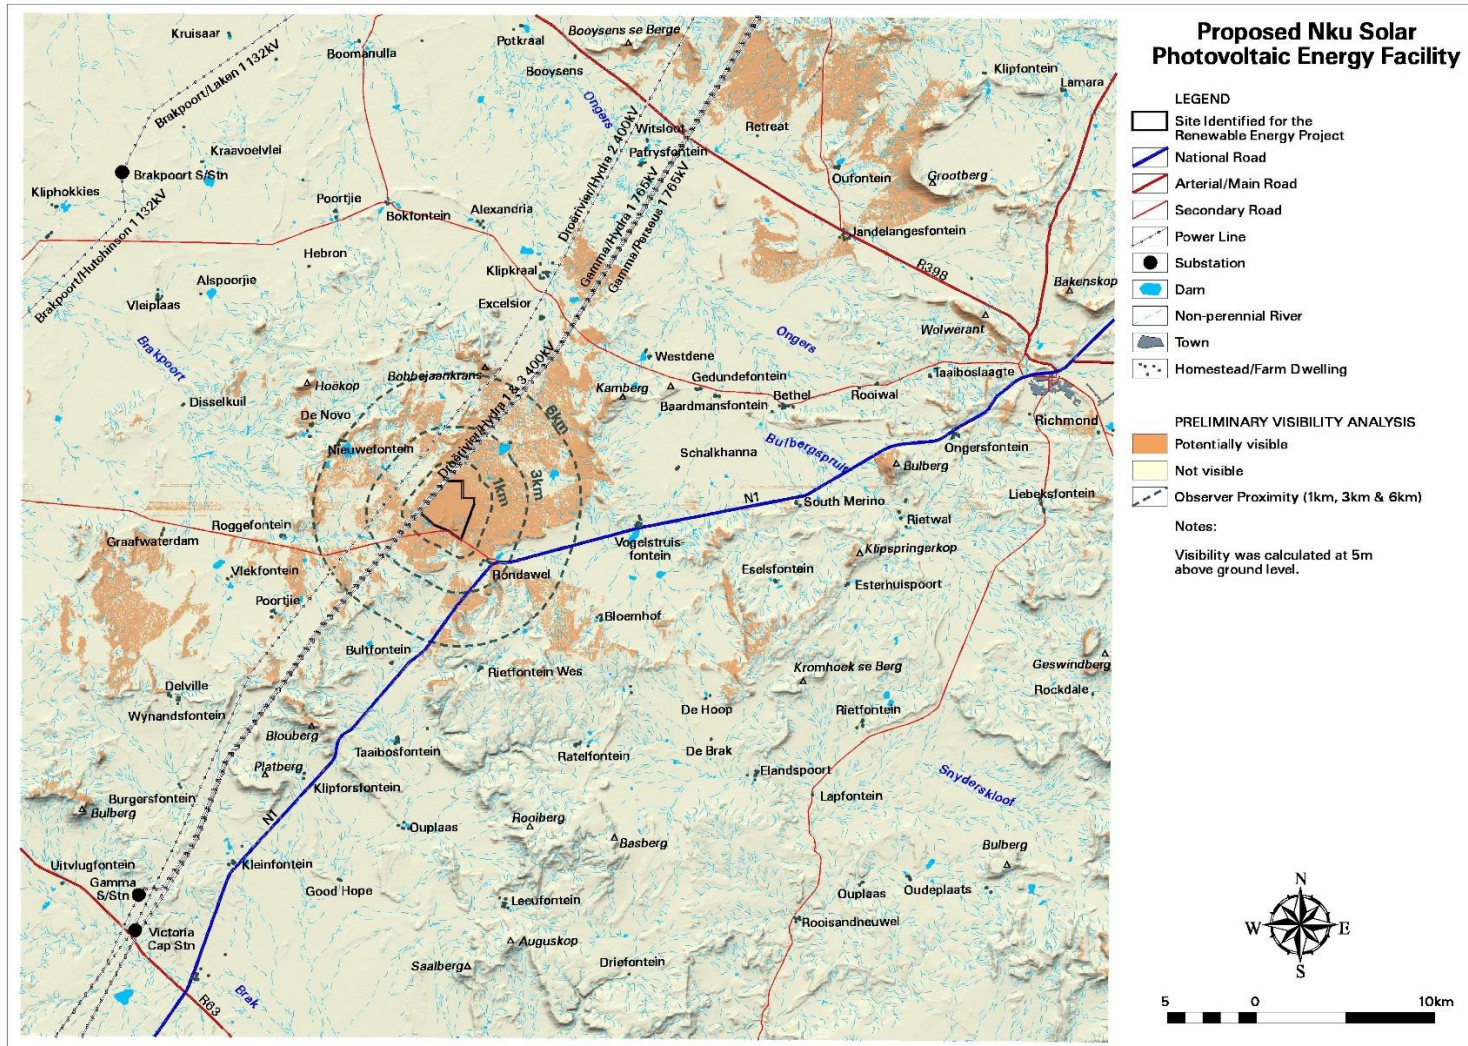 Proposed Nku Solar
Photovoltaic Energy Facility
LEGEND
Site Identified for the
Renewable Energy Project
National Road
Arterial/Main Road
Secondary Road
Power Line
Substation
Dam
Non-perennial River
Town
Homestead/Farm Dwelling
PRELIMINARY VISIBILITY ANALYSIS
Potentially visible
Not visible
Observer Proximity (1km, 3km & 6km)
Notes:
Visibility was calculated at 5m
above ground level.
N
W
E
S
5
0
10km
Kruisaar
Boomanulla
Potkraal
Booysens se Berge
Booysens
Klipfontein
Lamara
Brakpoort/Laken 1 132kV
Ongers
Witsloot
Retreat
Patrysfontein
Kraavoelvlei
Brakpoort S/Stn
Oufontein
Grootberg
Kliphokkies
Poortjie
Bokfontein
Alexandria
Droërivier/Hydra 2 400kV
Gamma/Hydra 1 765kV
Gamma/Perseus 1 765kV
Jandelangesfontein
Brakpoort/Hutchinson 1 132kV
Hebron
Klipkraal
R398
Bakenskop
Alspoorjie
Vleiplaas
Excelsior
Wolwerant
Brakpoort
Ongers
Westdene
Bobbejaankrans
Droërivier/Hydra 1 & 3 400kV
Hoëkop
Karnberg
Gedundefontein
Taaiboslaagte
Disselkuil
De Novo
Baardmansfontein
Bethel
Rooiwal
Richmond
6km
3km
1km
Nieuwefontein
Bulbergspruit
Ongersfontein
Schalkhanna
Bulberg
N1
South Merino
Liebeksfontein
Roggefontein
Rietwal
Graafwaterdam
Vogelstruis-
fontein
Klipspringerkop
Vlekfontein
Rondawel
Eselsfontein
Esterhuispoort
Poortjie
Bloemhof
Bultfontein
Rietfontein Wes
Kromhoek se Berg
Geswindberg
Delville
Rockdale
Wynandsfontein
De Hoop
Rietfontein
Blouberg
Taaibosfontein
Ratelfontein
De Brak
Platberg
Elandspoort
Snyderskloof
Burgersfontein
Klipforsfontein
Lapfontein
Bulberg
N1
Ouplaas
Rooiberg
Basberg
Bulberg
Uitvlugfontein
Kleinfontein
Gamma
S/Stn
Good Hope
Ouplaas
Oudeplaats
Leeufontein
Rooisandheuwel
Victoria
Cap Stn
Auguskop
Saalberg
Driefontein
R63
Brak